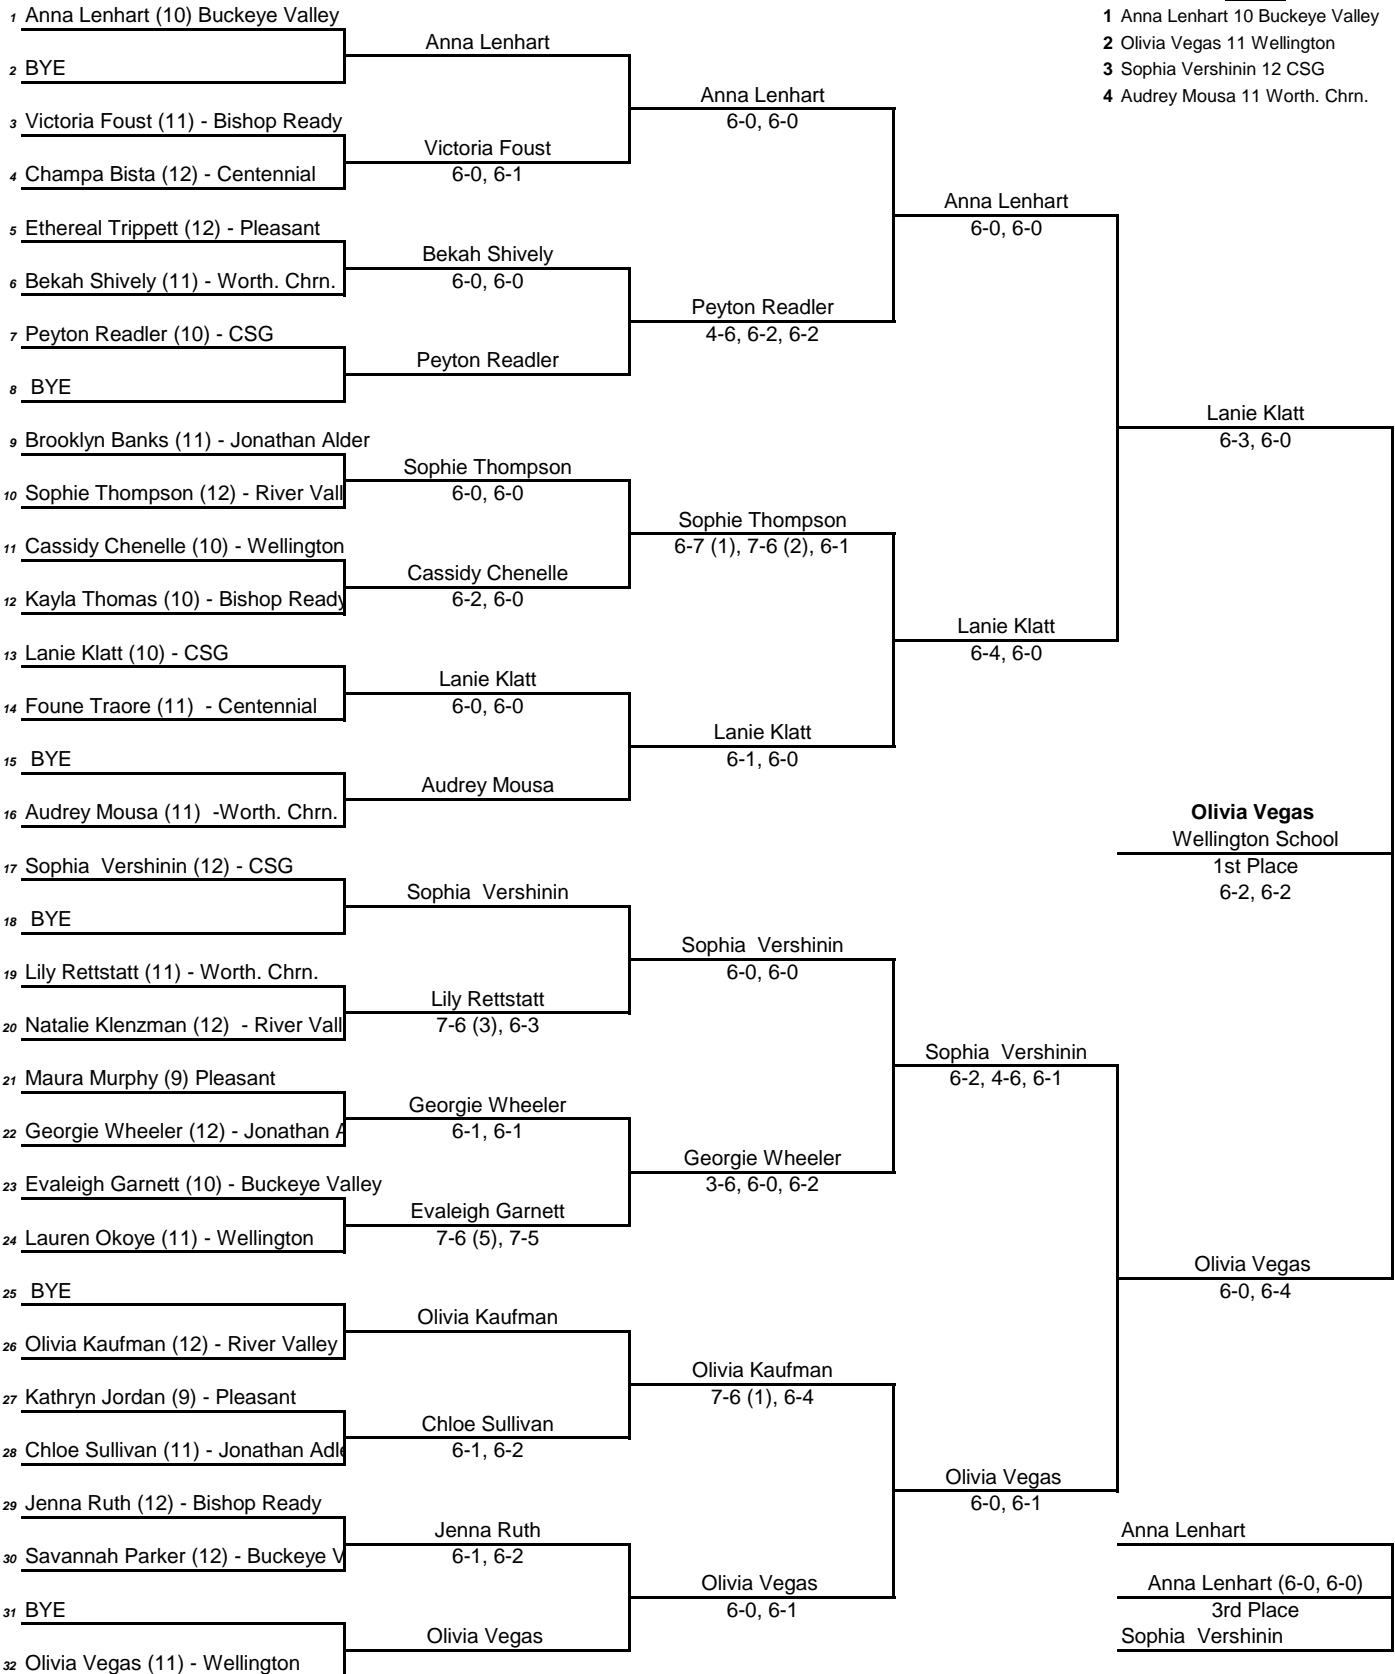 1 Anna Lenhart (10) Buckeye Valley
2 BYE
3 Victoria Foust (11) - Bishop Ready
4 Champa Bista (12) - Centennial
5 Ethereal Trippett (12) - Pleasant
6 Bekah Shively (11) - Worth. Chrn.
7 Peyton Readler (10) - CSG
8 BYE
9 Brooklyn Banks (11) - Jonathan Alder
10 Sophie Thompson (12) - River Vall
11 Cassidy Chenelle (10) - Wellington
12 Kayla Thomas (10) - Bishop Ready
13 Lanie Klatt (10) - CSG
14 Foune Traore (11) - Centennial
15 BYE
16 Audrey Mousa (11) -Worth. Chrn.
17 Sophia Vershinin (12) - CSG
18 BYE
19 Lily Rettstatt (11) - Worth. Chrn.
20 Natalie Klenzman (12) - River Vall
21 Maura Murphy (9) Pleasant
22 Georgie Wheeler (12) - Jonathan A
23 Evaleigh Garnett (10) - Buckeye Valley
24 Lauren Okoye (11) - Wellington
25 BYE
26 Olivia Kaufman (12) - River Valley
27 Kathryn Jordan (9) - Pleasant
28 Chloe Sullivan (11) - Jonathan Adle
29 Jenna Ruth (12) - Bishop Ready
30 Savannah Parker (12) - Buckeye V
31 BYE
32 Olivia Vegas (11) - Wellington
Anna Lenhart
Victoria Foust
6-0, 6-1
Bekah Shively
6-0, 6-0
Peyton Readler
Sophie Thompson
6-0, 6-0
Cassidy Chenelle
6-2, 6-0
Lanie Klatt
6-0, 6-0
Audrey Mousa
Sophia Vershinin
Lily Rettstatt
7-6 (3), 6-3
Georgie Wheeler
6-1, 6-1
Evaleigh Garnett
7-6 (5), 7-5
Olivia Kaufman
Chloe Sullivan
6-1, 6-2
Jenna Ruth
6-1, 6-2
Olivia Vegas
Anna Lenhart
6-0, 6-0
Peyton Readler
4-6, 6-2, 6-2
Sophie Thompson
6-7 (1), 7-6 (2), 6-1
Lanie Klatt
6-1, 6-0
Sophia Vershinin
6-0, 6-0
Georgie Wheeler
3-6, 6-0, 6-2
Olivia Kaufman
7-6 (1), 6-4
Olivia Vegas
6-0, 6-1
Anna Lenhart
6-0, 6-0
Lanie Klatt
6-4, 6-0
Sophia Vershinin
6-2, 4-6, 6-1
Olivia Vegas
6-0, 6-1
1 Anna Lenhart 10 Buckeye Valley
2 Olivia Vegas 11 Wellington
3 Sophia Vershinin 12 CSG
4 Audrey Mousa 11 Worth. Chrn.
Lanie Klatt
6-3, 6-0
Olivia Vegas
Wellington School
1st Place
6-2, 6-2
Olivia Vegas
6-0, 6-4
Anna Lenhart
Anna Lenhart (6-0, 6-0)
3rd Place
Sophia Vershinin